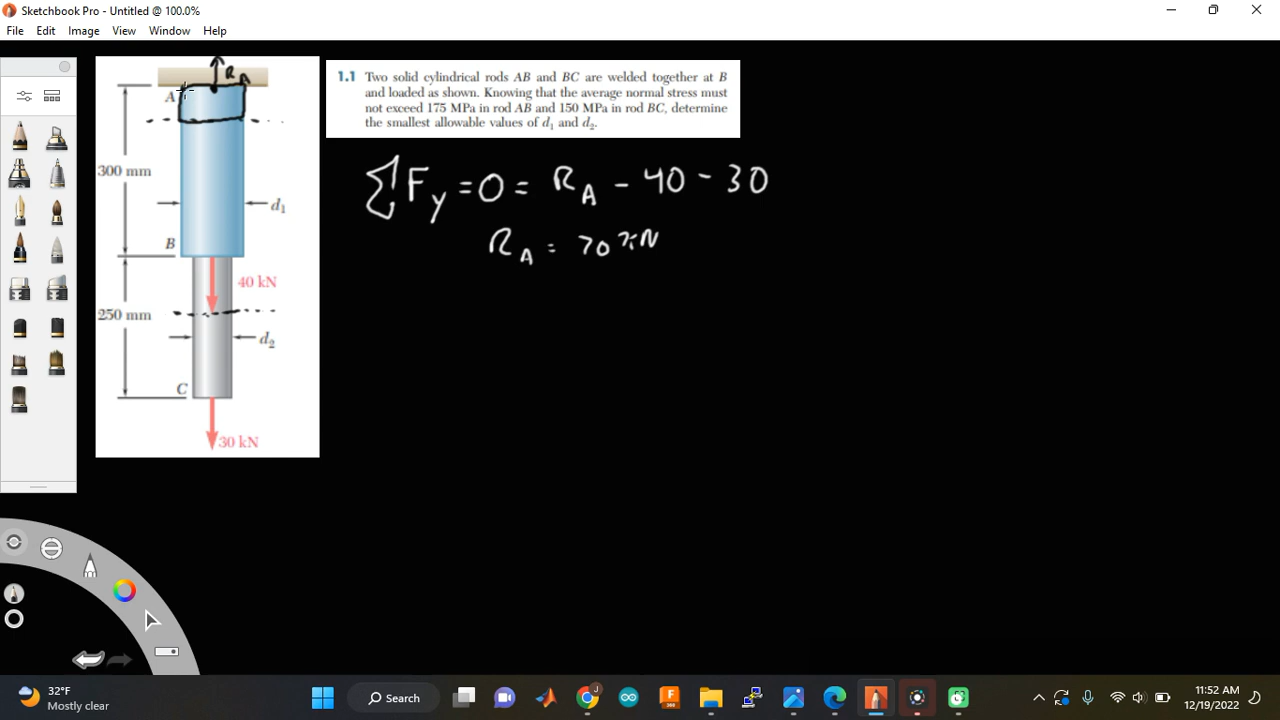 Sketchbook Pro - Untitled @ 100.0%
File Edit Image View Window Help
R_A
A
300 mm
d₁
B
40 kN
250 mm
d₂
C
30 kN
1.1 Two solid cylindrical rods AB and BC are welded together at B
and loaded as shown. Knowing that the average normal stress must
not exceed 175 MPa in rod AB and 150 MPa in rod BC, determine
the smallest allowable values of d₁ and d₂.
ΣF_y = 0 = R_A - 40 - 30
R_A = 70 kN
32°F
Mostly clear
Search
11:52 AM
12/19/2022